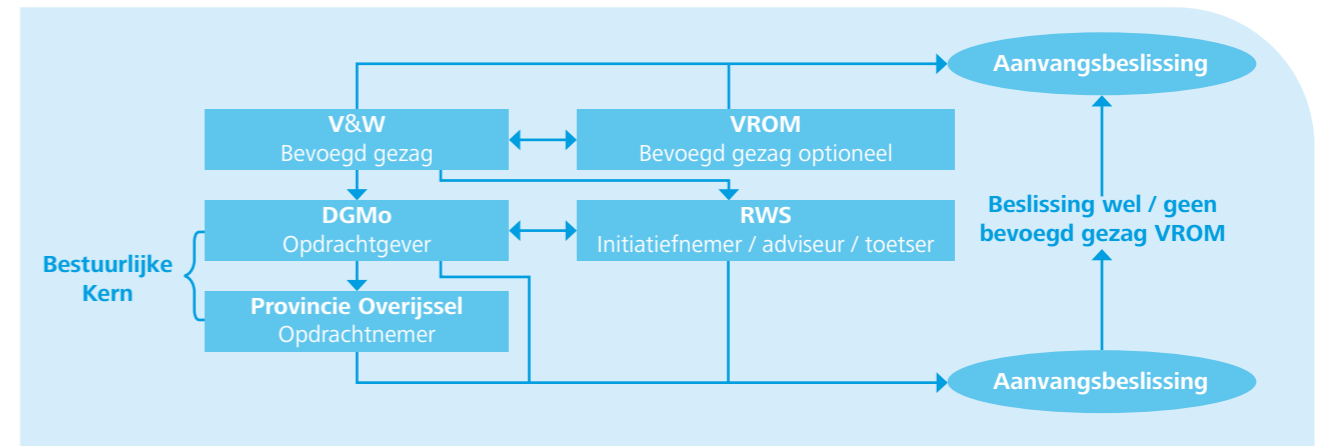 Aanvangsbeslissing
V&W
Bevoegd gezag
VROM
Bevoegd gezag optioneel
DGMo
Opdrachtgever
RWS
Initiatiefnemer / adviseur / toetser
Beslissing wel / geen
bevoegd gezag VROM
Bestuurlijke
Kern
Provincie Overijssel
Opdrachtnemer
Aanvangsbeslissing